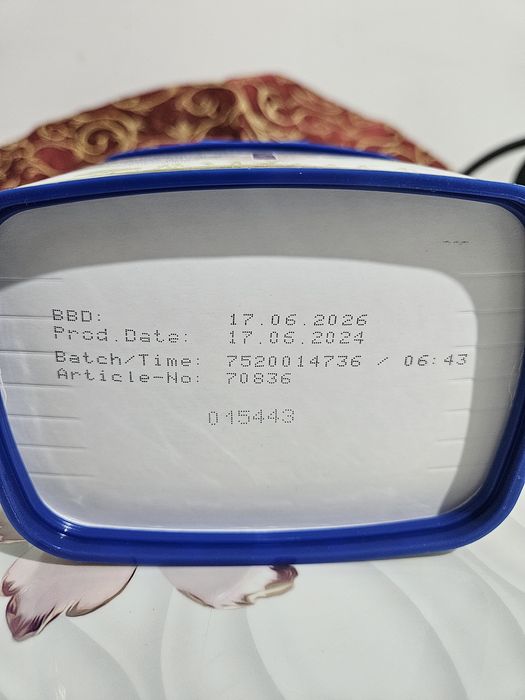 BBD: 17.06.2026
Prod.Date: 17.06.2024
Batch/Time: 7520014736 / 06:43
Article-No: 70836
015443